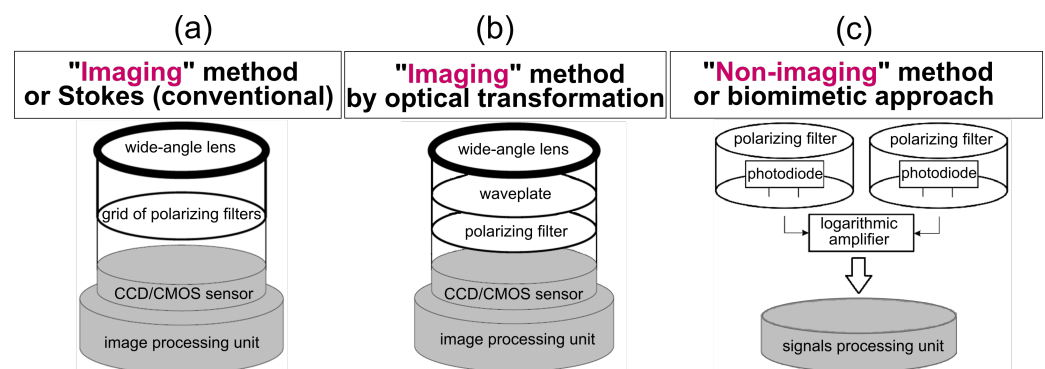 (a)
"Imaging" method
or Stokes (conventional)
wide-angle lens
grid of polarizing filters
CCD/CMOS sensor
image processing unit
(b)
"Imaging" method
by optical transformation
wide-angle lens
waveplate
polarizing filter
CCD/CMOS sensor
image processing unit
(c)
"Non-imaging" method
or biomimetic approach
polarizing filter
photodiode
polarizing filter
photodiode
logarithmic
amplifier
signals processing unit